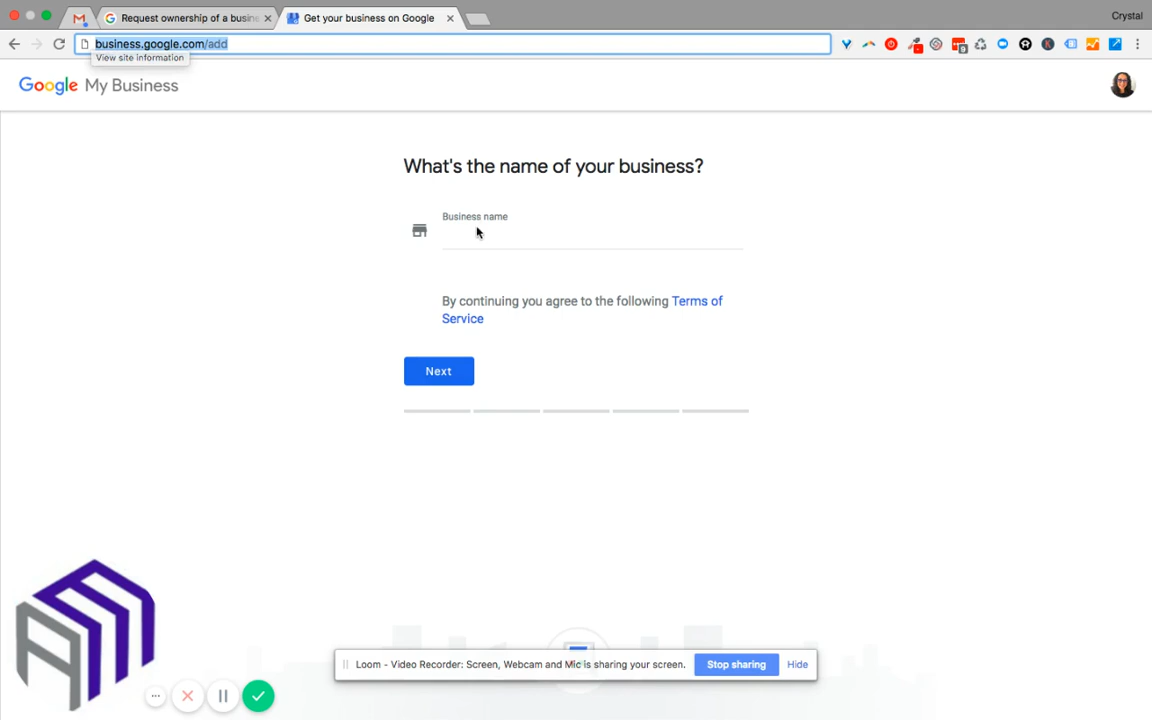 Request ownership of a busin
Get your business on Google
Crystal
business.google.com/add
View site information
Google My Business
What's the name of your business?
Business name
By continuing you agree to the following Terms of
Service
Next
Loom - Video Recorder: Screen, Webcam and Mic is sharing your screen.
Stop sharing
Hide